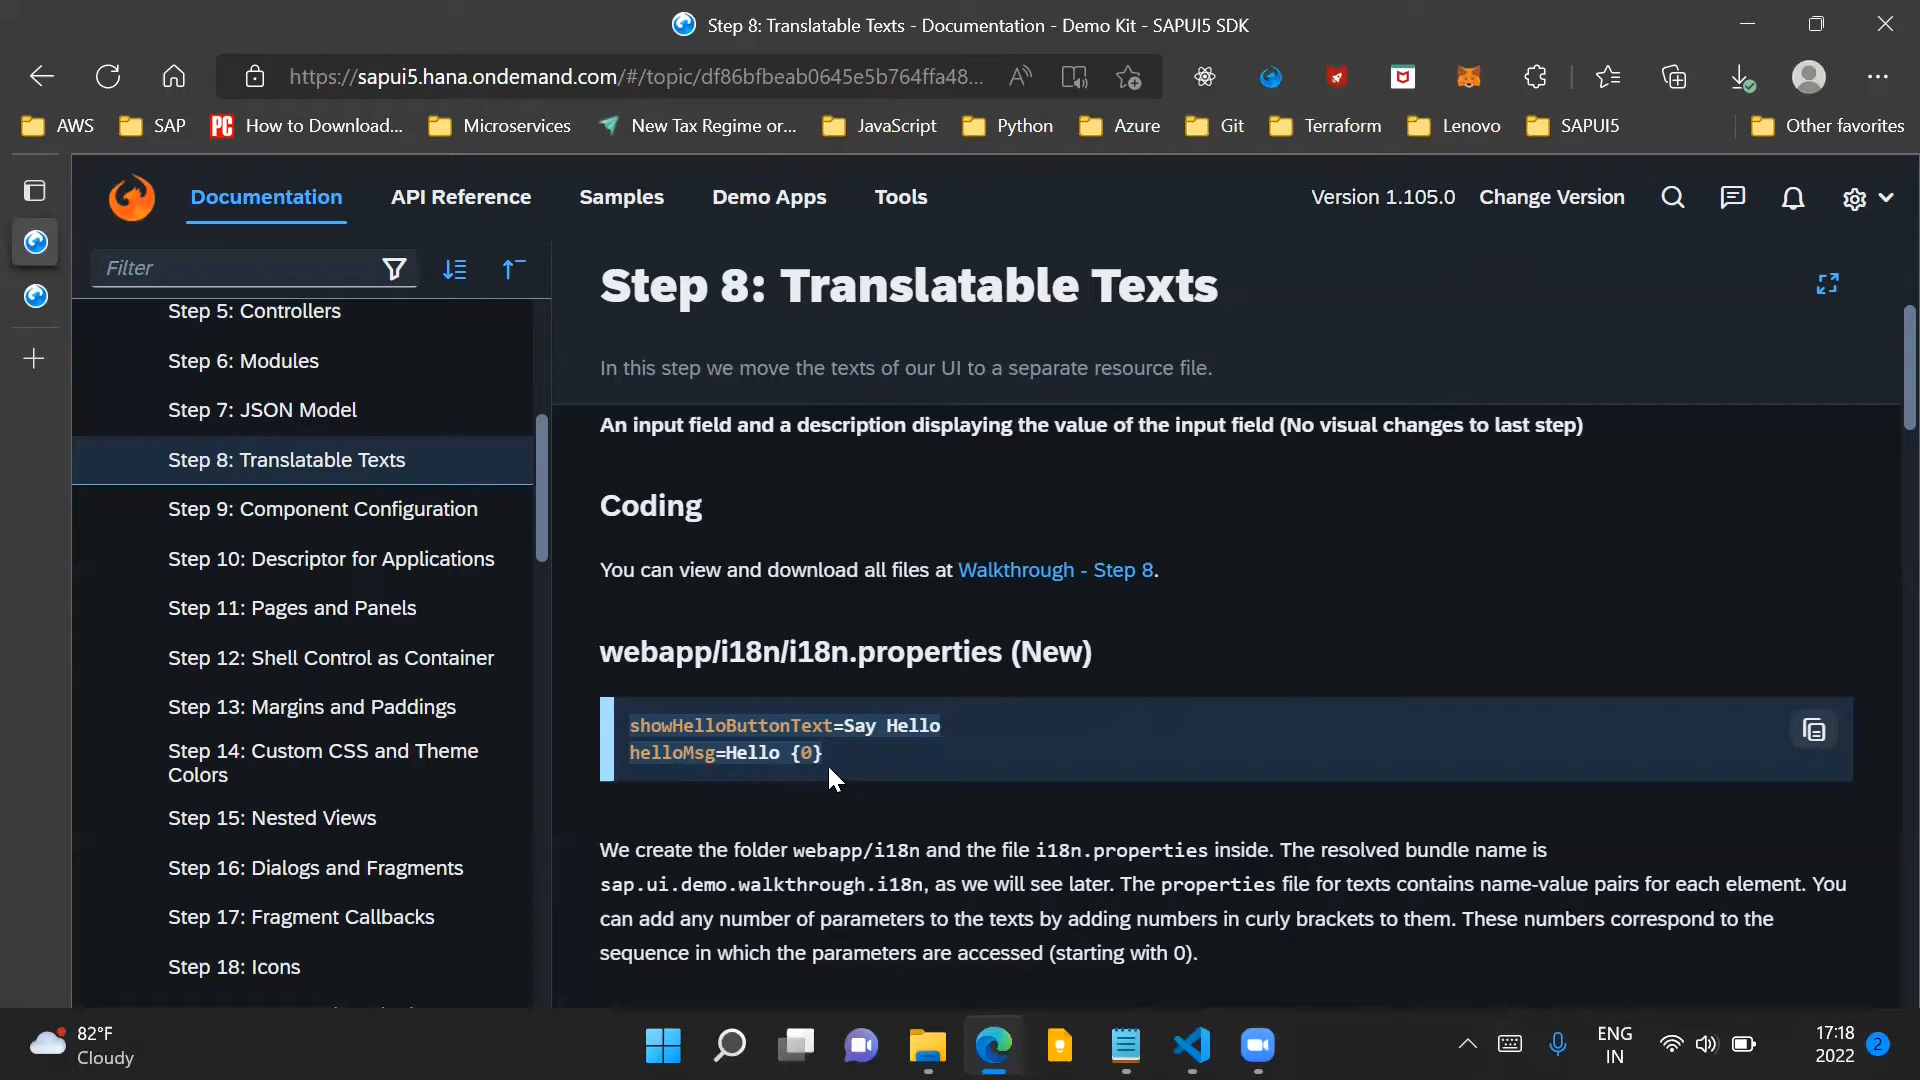 Step 8: Translatable Texts - Documentation - Demo Kit - SAPUI5 SDK
https://sapui5.hana.ondemand.com/#/topic/df86bfbeab0645e5b764ffa48...
AWS SAP How to Download... Microservices New Tax Regime or... JavaScript Python Azure Git Terraform Lenovo SAPUI5 Other favorites
Documentation API Reference Samples Demo Apps Tools Version 1.105.0 Change Version
Filter
Step 5: Controllers
Step 6: Modules
Step 7: JSON Model
Step 8: Translatable Texts
Step 9: Component Configuration
Step 10: Descriptor for Applications
Step 11: Pages and Panels
Step 12: Shell Control as Container
Step 13: Margins and Paddings
Step 14: Custom CSS and Theme
Colors
Step 15: Nested Views
Step 16: Dialogs and Fragments
Step 17: Fragment Callbacks
Step 18: Icons
Step 8: Translatable Texts
In this step we move the texts of our UI to a separate resource file.
An input field and a description displaying the value of the input field (No visual changes to last step)
Coding
You can view and download all files at Walkthrough - Step 8.
webapp/i18n/i18n.properties (New)
showHelloButtonText=Say Hello
helloMsg=Hello {0}
We create the folder webapp/i18n and the file i18n.properties inside. The resolved bundle name is
sap.ui.demo.walkthrough.i18n, as we will see later. The properties file for texts contains name-value pairs for each element. You
can add any number of parameters to the texts by adding numbers in curly brackets to them. These numbers correspond to the
sequence in which the parameters are accessed (starting with 0).
82°F
Cloudy
ENG
IN
17:18
2022
2